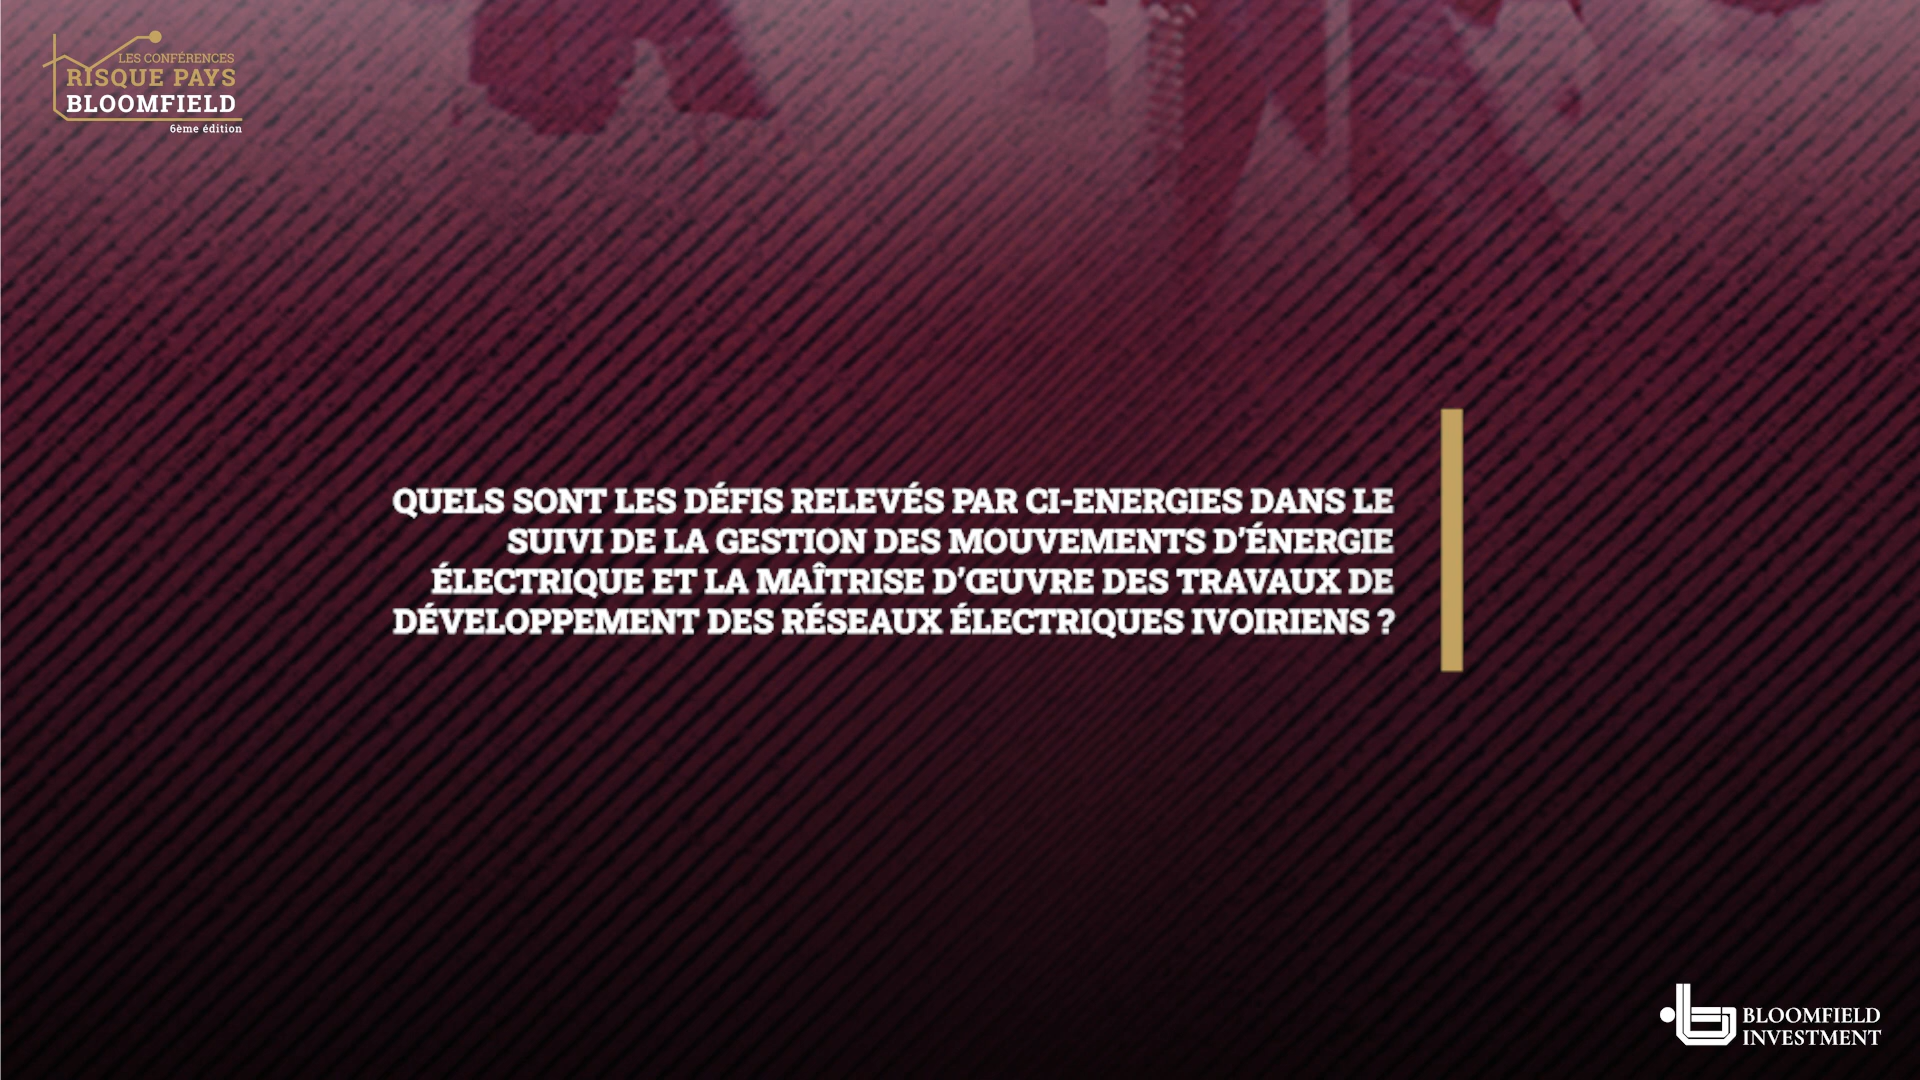 LES CONFÉRENCES
RISQUE PAYS
BLOOMFIELD
6ème édition
QUELS SONT LES DÉFIS RELEVÉS PAR CI-ENERGIES DANS LE
SUIVI DE LA GESTION DES MOUVEMENTS D’ÉNERGIE
ÉLECTRIQUE ET LA MAÎTRISE D’ŒUVRE DES TRAVAUX DE
DÉVELOPPEMENT DES RÉSEAUX ÉLECTRIQUES IVOIRIENS ?
BLOOMFIELD
INVESTMENT